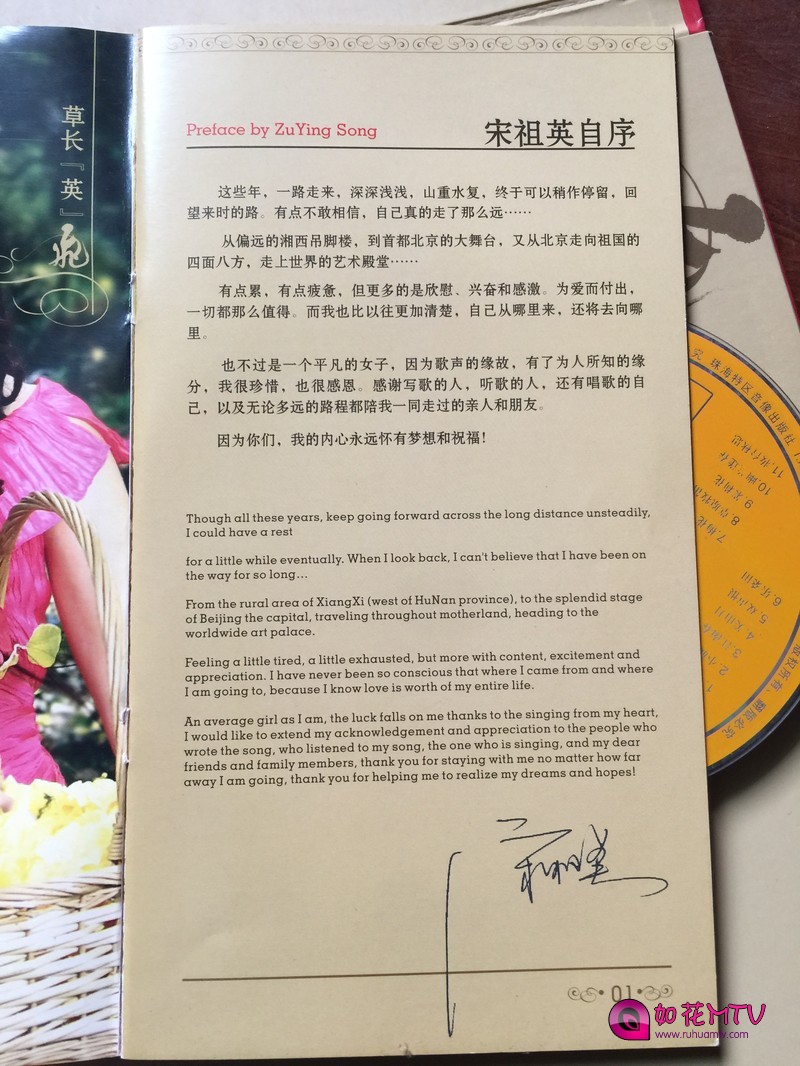 草长『英』飞
Preface by ZuYing Song
宋祖英自序
这些年，一路走来，深深浅浅，山重水复，终于可以稍作停留，回
望来时的路。有点不敢相信，自己真的走了那么远……
从偏远的湘西吊脚楼，到首都北京的大舞台，又从北京走向祖国的
四面八方，走上世界的艺术殿堂……
有点累，有点疲惫，但更多的是欣慰、兴奋和感激。为爱而付出，
一切都那么值得。而我也比以往更加清楚，自己从哪里来，还将去向哪
里。
也不过是一个平凡的女子，因为歌声的缘故，有了为人所知的缘
分，我很珍惜，也很感恩。感谢写歌的人，听歌的人，还有唱歌的自
己，以及无论多远的路程都陪我一同走过的亲人和朋友。
因为你们，我的内心永远怀有梦想和祝福！
Though all these years, keep going forward across the long distance unsteadily,
I could have a rest
for a little while eventually. When I look back, I can't believe that I have been on
the way for so long...
From the rural area of XiangXi (west of HuNan province), to the splendid stage
of Beijing the capital, traveling throughout motherland, heading to the
worldwide art palace.
Feeling a little tired, a little exhausted, but more with content, excitement and
appreciation. I have never been so conscious that where I came from and where
I am going to, because I know love is worth of my entire life.
An average girl as I am, the luck falls on me thanks to the singing from my heart,
I would like to extend my acknowledgement and appreciation to the people who
wrote the song, who listened to my song, the one who is singing, and my dear
friends and family members, thank you for staying with me no matter how far
away I am going, thank you for helping me to realize my dreams and hopes!
01
珠海特区音像出版社
版权所有，翻版必究
如花MTV
www.ruhuamtv.com